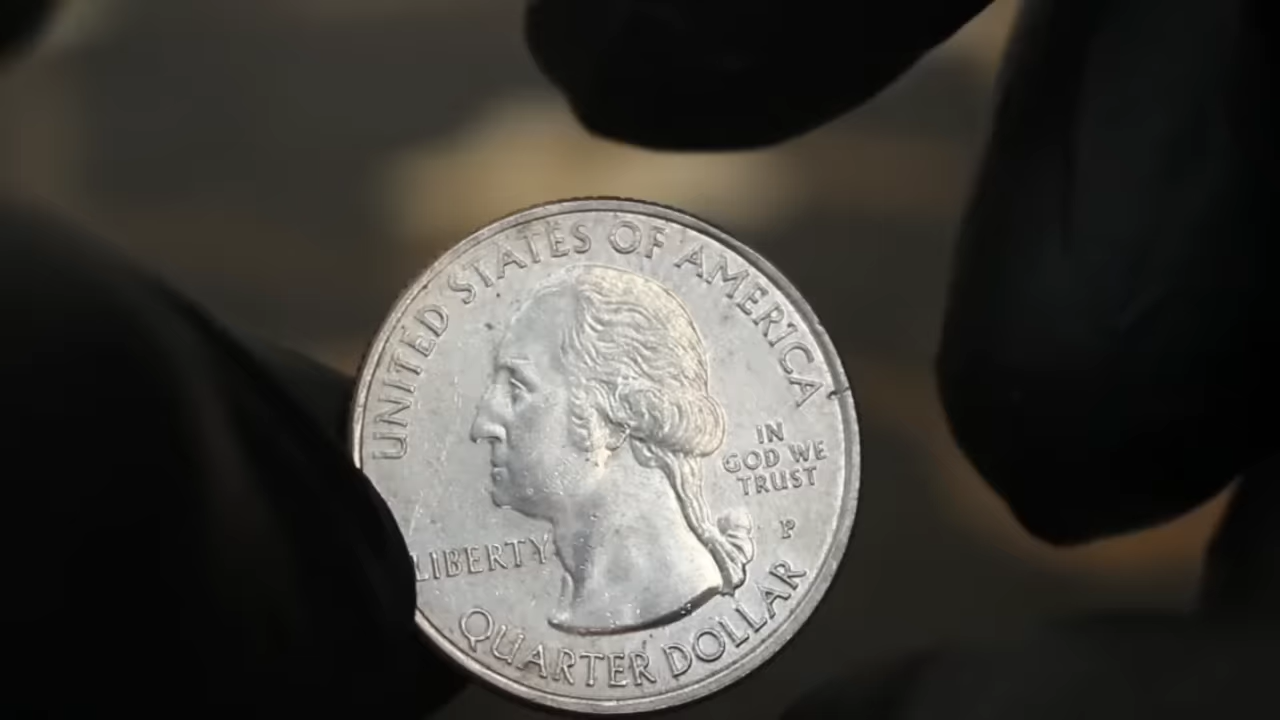 UNITED STATES OF AMERICA
IN
GOD WE
TRUST
P
LIBERTY
QUARTER DOLLAR